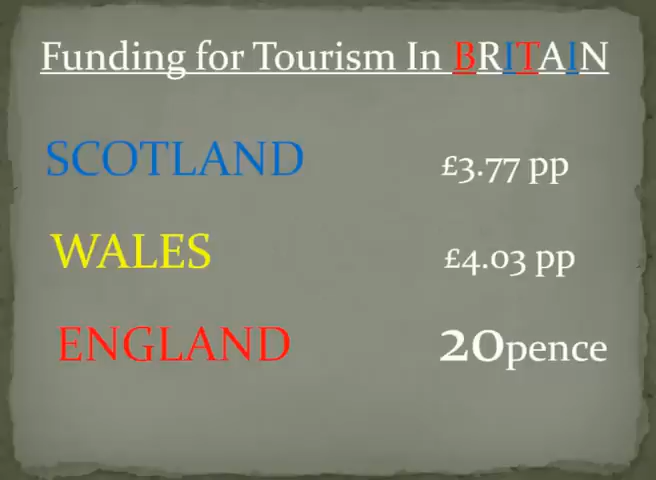 Funding for Tourism In BRITAIN
SCOTLAND £3.77 pp
WALES £4.03 pp
ENGLAND 20pence